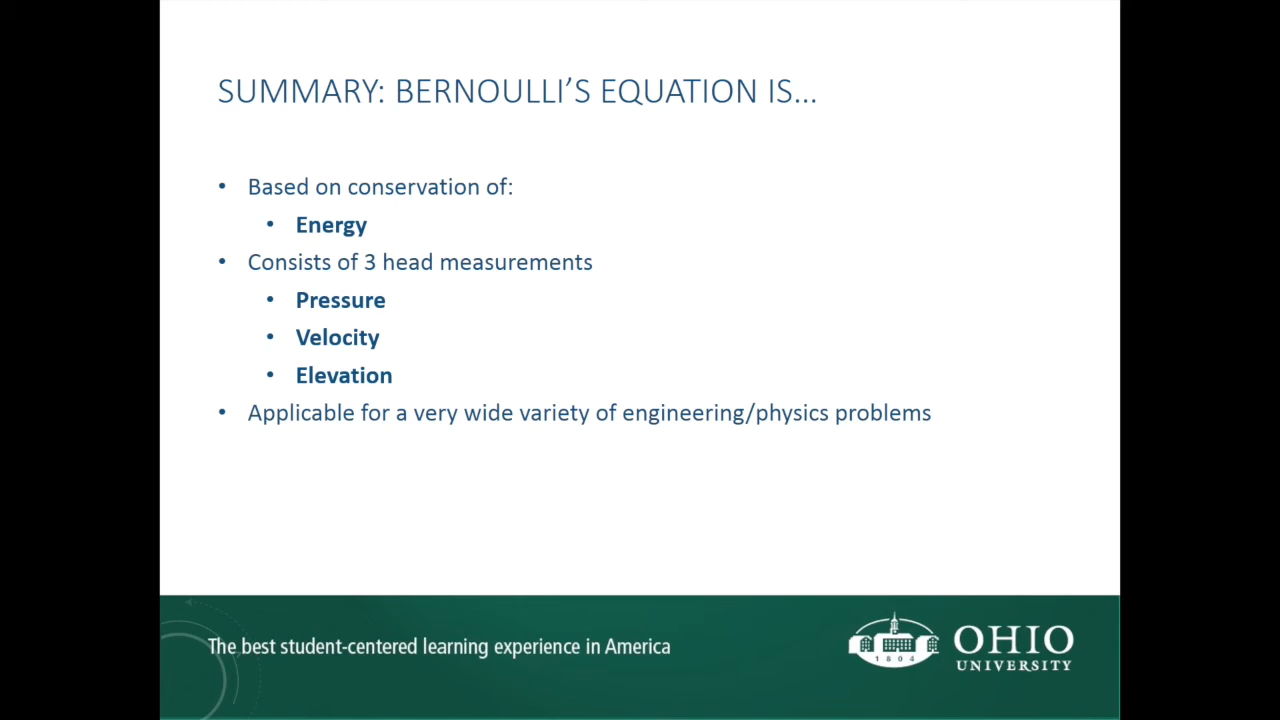 SUMMARY: BERNOULLI’S EQUATION IS...
• Based on conservation of:
• Energy
• Consists of 3 head measurements
• Pressure
• Velocity
• Elevation
• Applicable for a very wide variety of engineering/physics problems
The best student-centered learning experience in America
1804
OHIO
UNIVERSITY